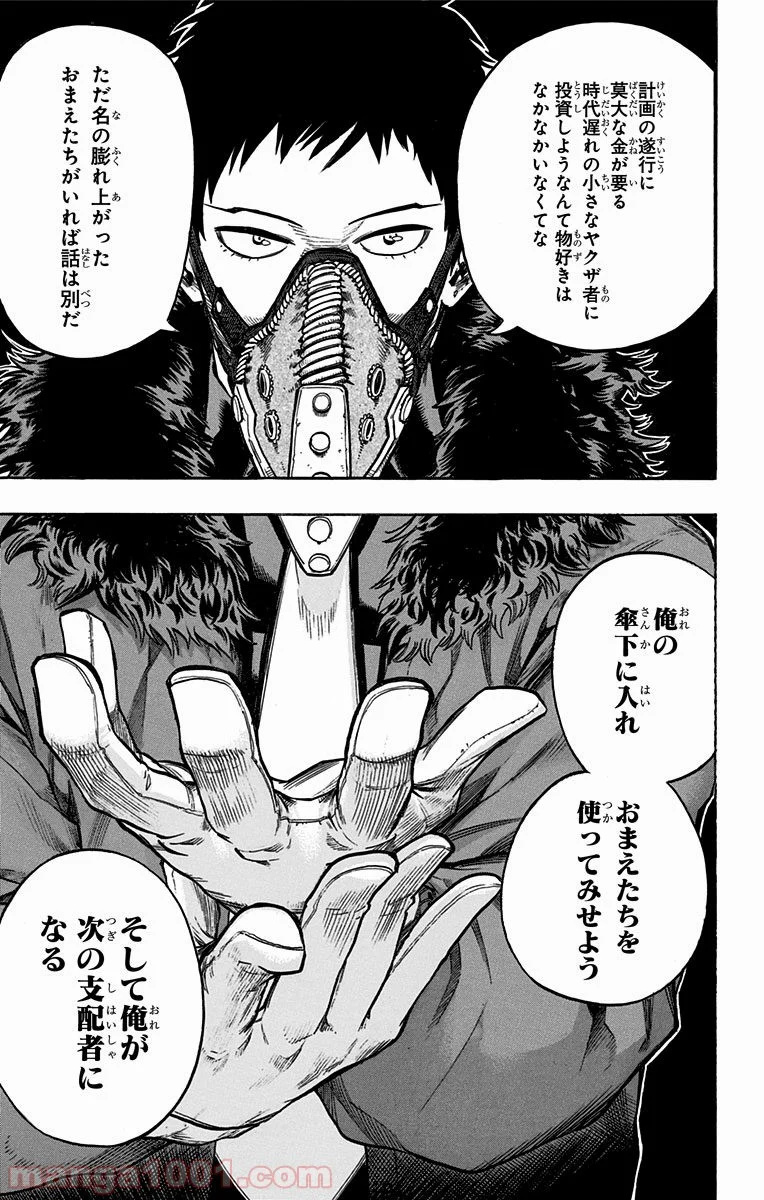 計画の遂行に
莫大な金が要る
時代遅れの小さなヤクザ者に
投資しようなんて物好きは
なかなかいなくてな
ただ名の膨れ上がった
おまえたちがいれば話は別だ
俺の
傘下に入れ
おまえたちを
使ってみせよう
そして俺が
次の支配者に
なる
manga1001.com